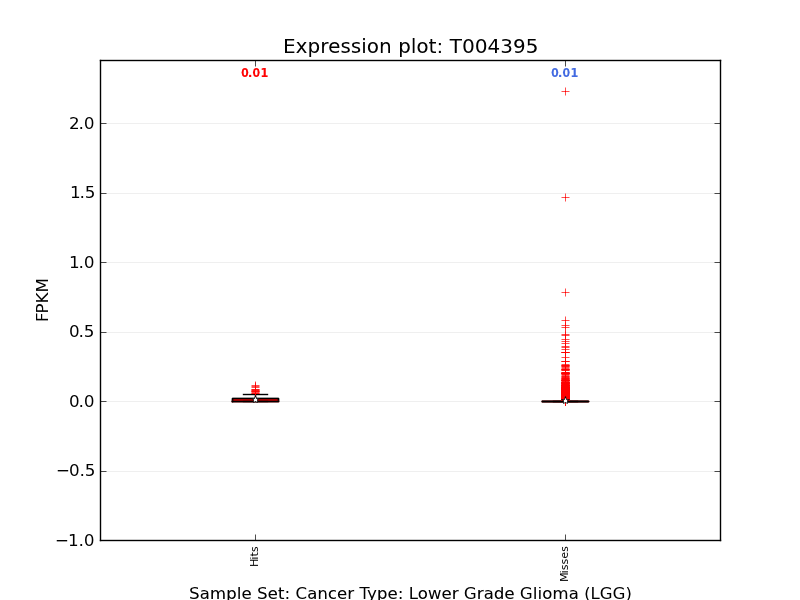 Expression plot: T004395
0.01
0.01
2.0
1.5
1.0
0.5
0.0
−0.5
−1.0
FPKM
Hits
Misses
Sample Set: Cancer Type: Lower Grade Glioma (LGG)